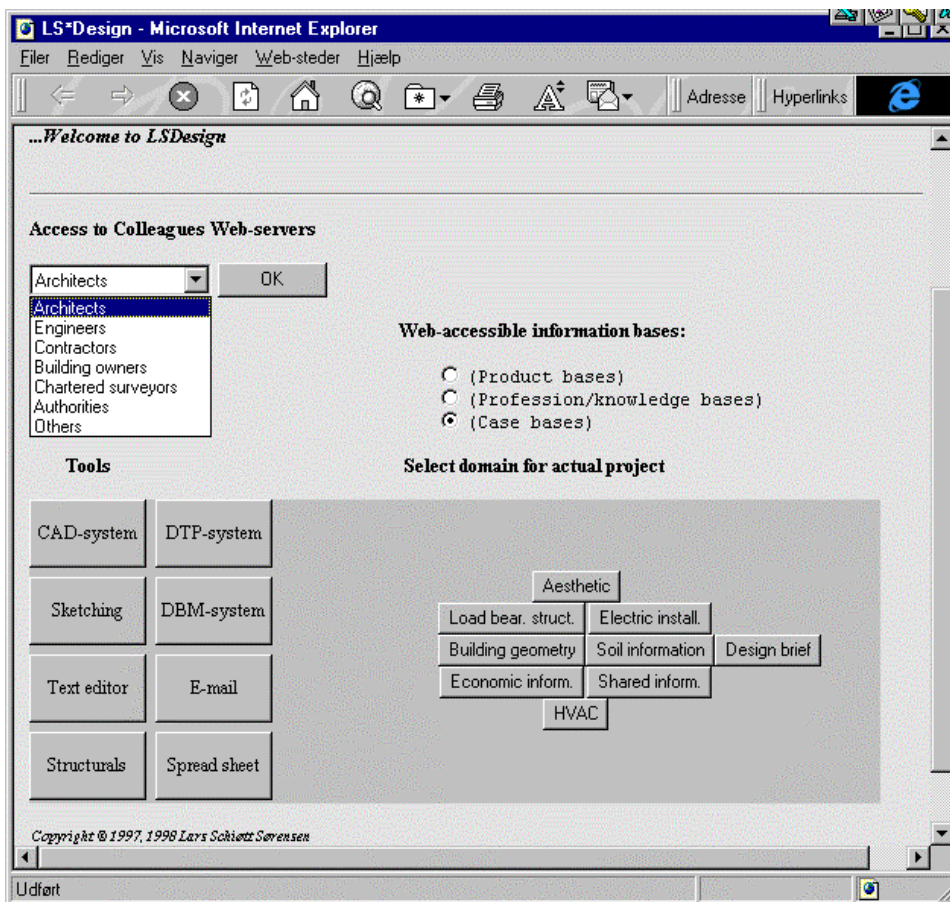 LS*Design - Microsoft Internet Explorer
Filer Rediger Vis Naviger Web-steder Hjælp
Adresse Hyperlinks
...Welcome to LSDesign
Access to Colleagues Web-servers
Architects OK
Architects
Engineers
Contractors
Building owners
Chartered surveyors
Authorities
Others
Web-accessible information bases:
(Product bases)
(Profession/knowledge bases)
(Case bases)
Tools
Select domain for actual project
CAD-system DTP-system
Sketching DBM-system
Text editor E-mail
Structurals Spread sheet
Aesthetic
Load bear. struct. Electric install.
Building geometry Soil information Design brief
Economic inform. Shared inform.
HVAC
Copyright © 1997, 1998 Lars Schiøtt Sørensen
Udført